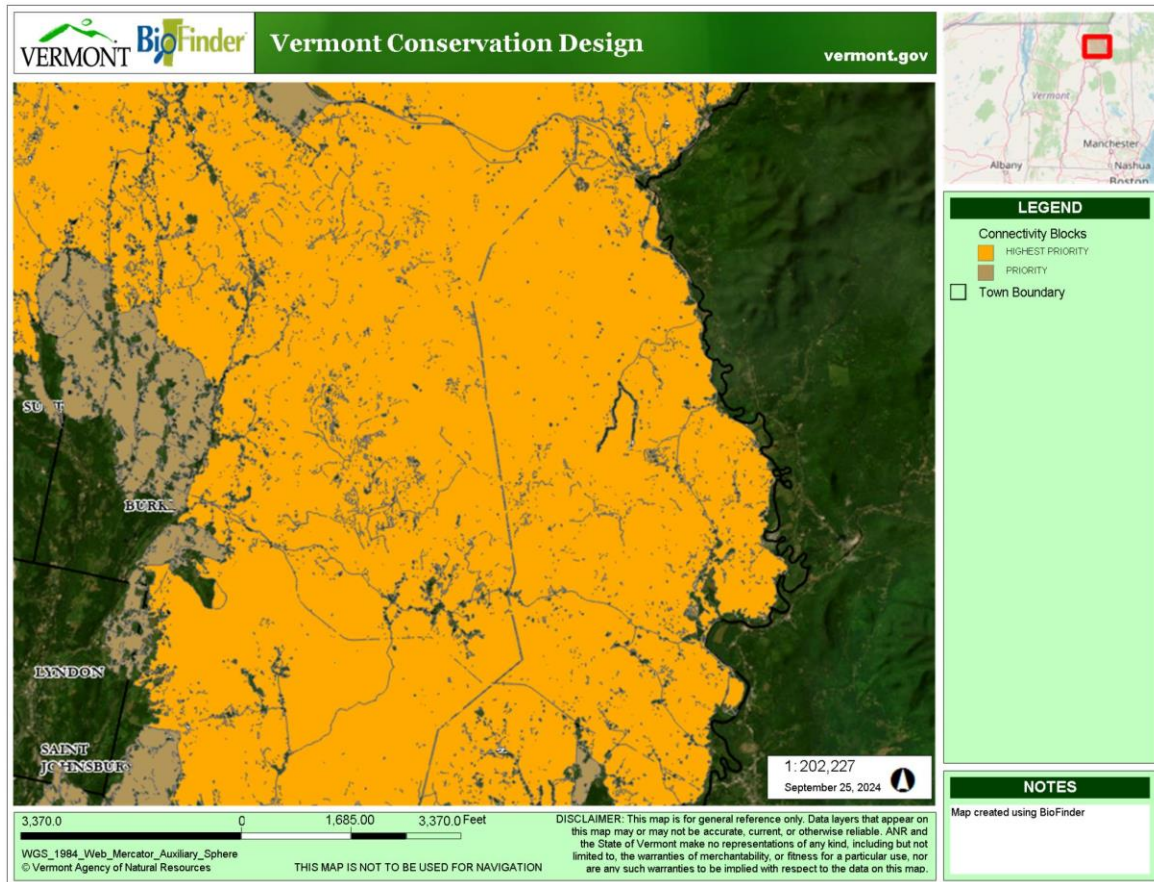 VERMONT
BioFinder
Vermont Conservation Design
vermont.gov
Vermont
Albany
Manchester
Nashua
Boston
LEGEND
Connectivity Blocks
HIGHEST PRIORITY
PRIORITY
Town Boundary
LYNDON
SAINT
1: 202,227
September 25, 2024
3,370.0
0
1,685.00
3,370.0 Feet
WGS_1984_Web_Mercator_Auxiliary_Sphere
© Vermont Agency of Natural Resources
THIS MAP IS NOT TO BE USED FOR NAVIGATION
DISCLAIMER: This map is for general reference only. Data layers that appear on
this map may or may not be accurate, current, or otherwise reliable. ANR and
the State of Vermont make no representations of any kind, including but not
limited to, the warranties of merchantability, or fitness for a particular use, nor
are any such warranties to be implied with respect to the data on this map.
NOTES
Map created using BioFinder